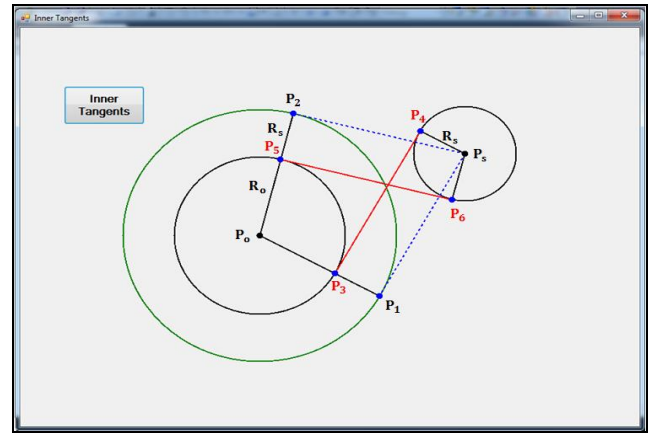 Inner Tangents
Inner
Tangents
P₂
Rₛ
P₅
Rₒ
Pₒ
P₃
P₁
P₄
Rₛ
Pₛ
P₆